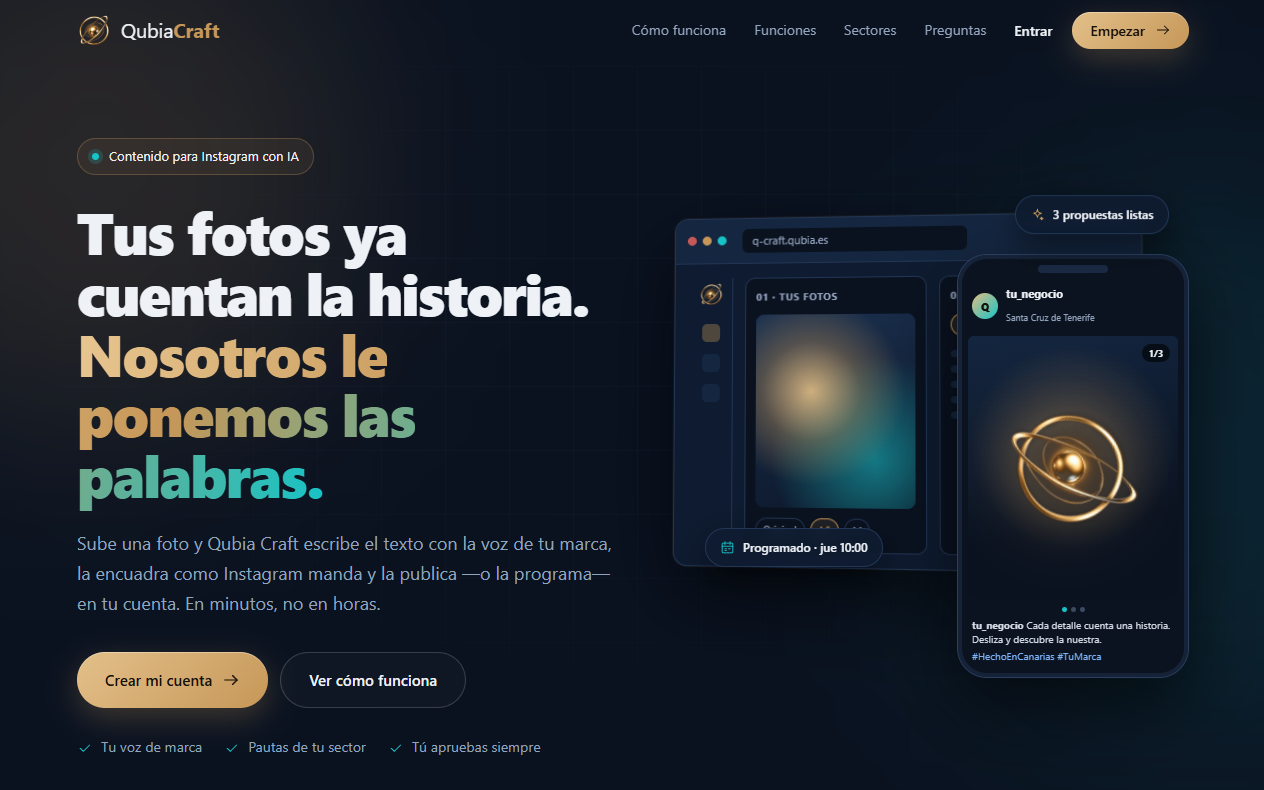 QubiaCraft
Cómo funciona
Funciones
Sectores
Preguntas
Entrar
Empezar
Contenido para Instagram con IA
Tus fotos ya
cuentan la historia.
Nosotros le
ponemos las
palabras.
Sube una foto y Qubia Craft escribe el texto con la voz de tu marca,
la encuadra como Instagram manda y la publica —o la programa—
en tu cuenta. En minutos, no en horas.
Crear mi cuenta
Ver cómo funciona
Tu voz de marca
Pautas de tu sector
Tú apruebas siempre
3 propuestas listas
q-craft.qubia.es
01 · TUS FOTOS
Programado · jue 10:00
Q
tu_negocio
Santa Cruz de Tenerife
1/3
tu_negocio Cada detalle cuenta una historia.
Desliza y descubre la nuestra.
#HechoEnCanarias #TuMarca